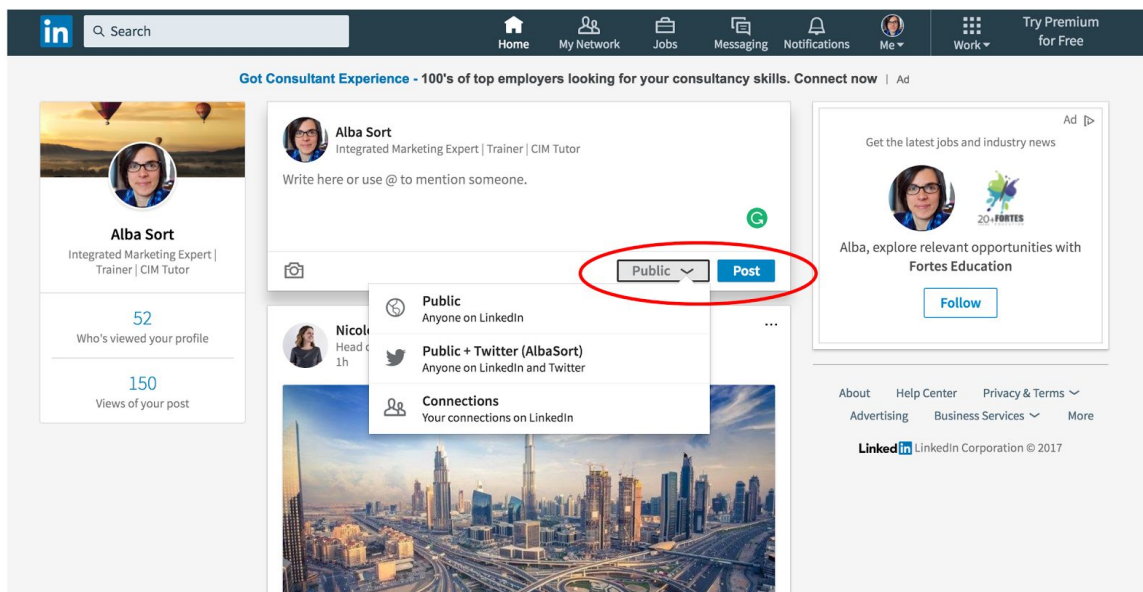 in
Search
Home
My Network
Jobs
Messaging
Notifications
Me
Work
Try Premium
for Free
Got Consultant Experience - 100's of top employers looking for your consultancy skills. Connect now | Ad
Alba Sort
Integrated Marketing Expert |
Trainer | CIM Tutor
52
Who's viewed your profile
150
Views of your post
Alba Sort
Integrated Marketing Expert | Trainer | CIM Tutor
Write here or use @ to mention someone.
Public
Post
Public
Anyone on LinkedIn
Public + Twitter (AlbaSort)
Anyone on LinkedIn and Twitter
Connections
Your connections on LinkedIn
Head
1h
...
Ad
Get the latest jobs and industry news
20+ FORTES
Alba, explore relevant opportunities with
Fortes Education
Follow
About Help Center Privacy & Terms
Advertising Business Services More
Linked in LinkedIn Corporation © 2017